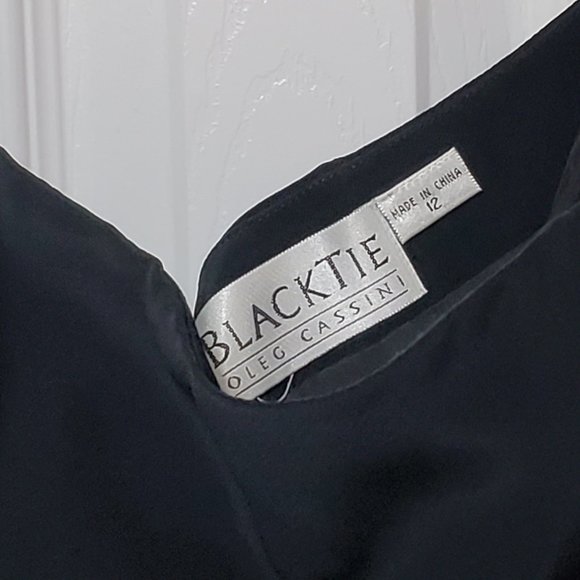 BLACKTIE
OLEG CASSINI
MADE IN CHINA
12